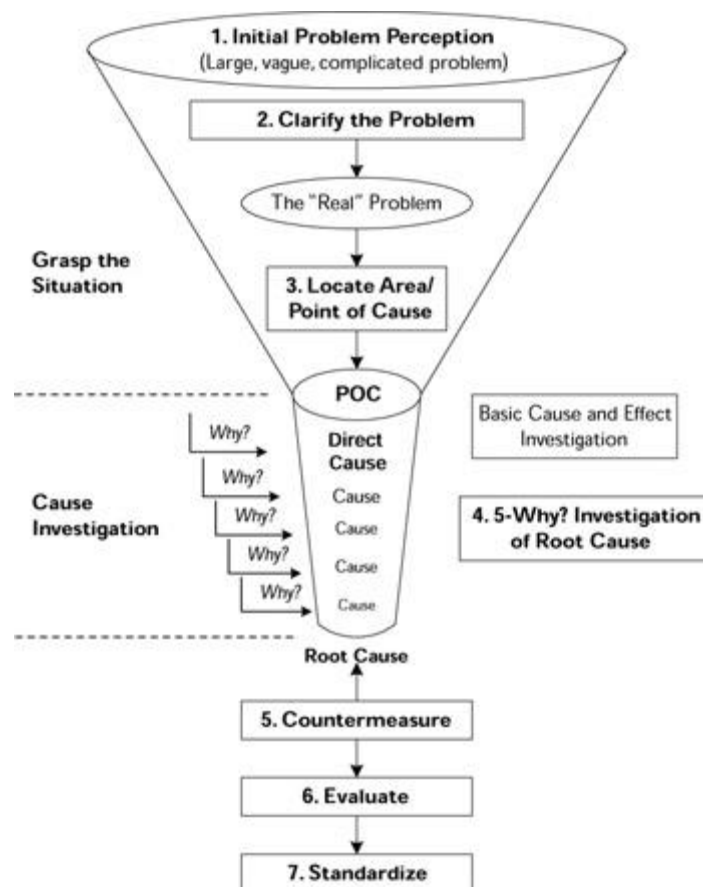 1. Initial Problem Perception
(Large, vague, complicated problem)
2. Clarify the Problem
The "Real" Problem
Grasp the
Situation
3. Locate Area/
Point of Cause
POC
Basic Cause and Effect
Investigation
Why?
Direct
Cause
Why?
Cause
Cause
Investigation
Why?
Cause
4. 5-Why? Investigation
of Root Cause
Why?
Cause
Why?
Cause
Root Cause
5. Countermeasure
6. Evaluate
7. Standardize